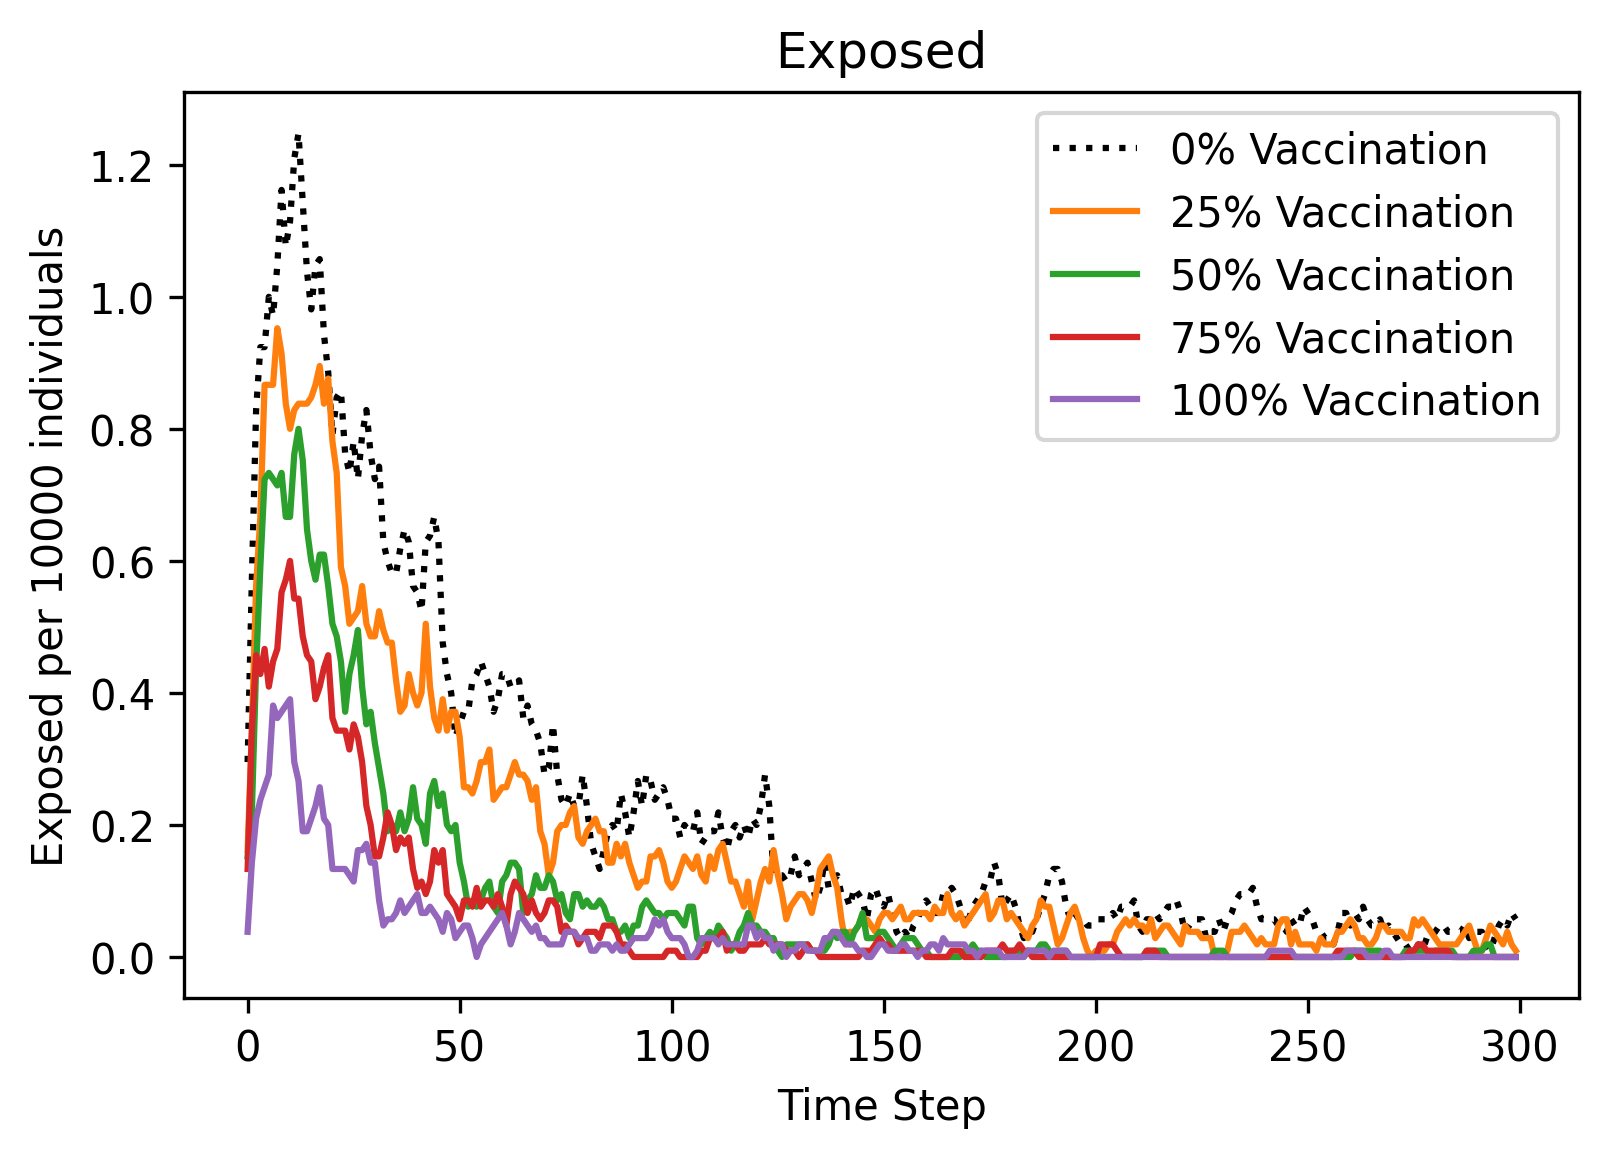 Exposed
0% Vaccination
25% Vaccination
50% Vaccination
75% Vaccination
100% Vaccination
Exposed per 10000 individuals
1.2
1.0
0.8
0.6
0.4
0.2
0.0
0 50 100 150 200 250 300
Time Step